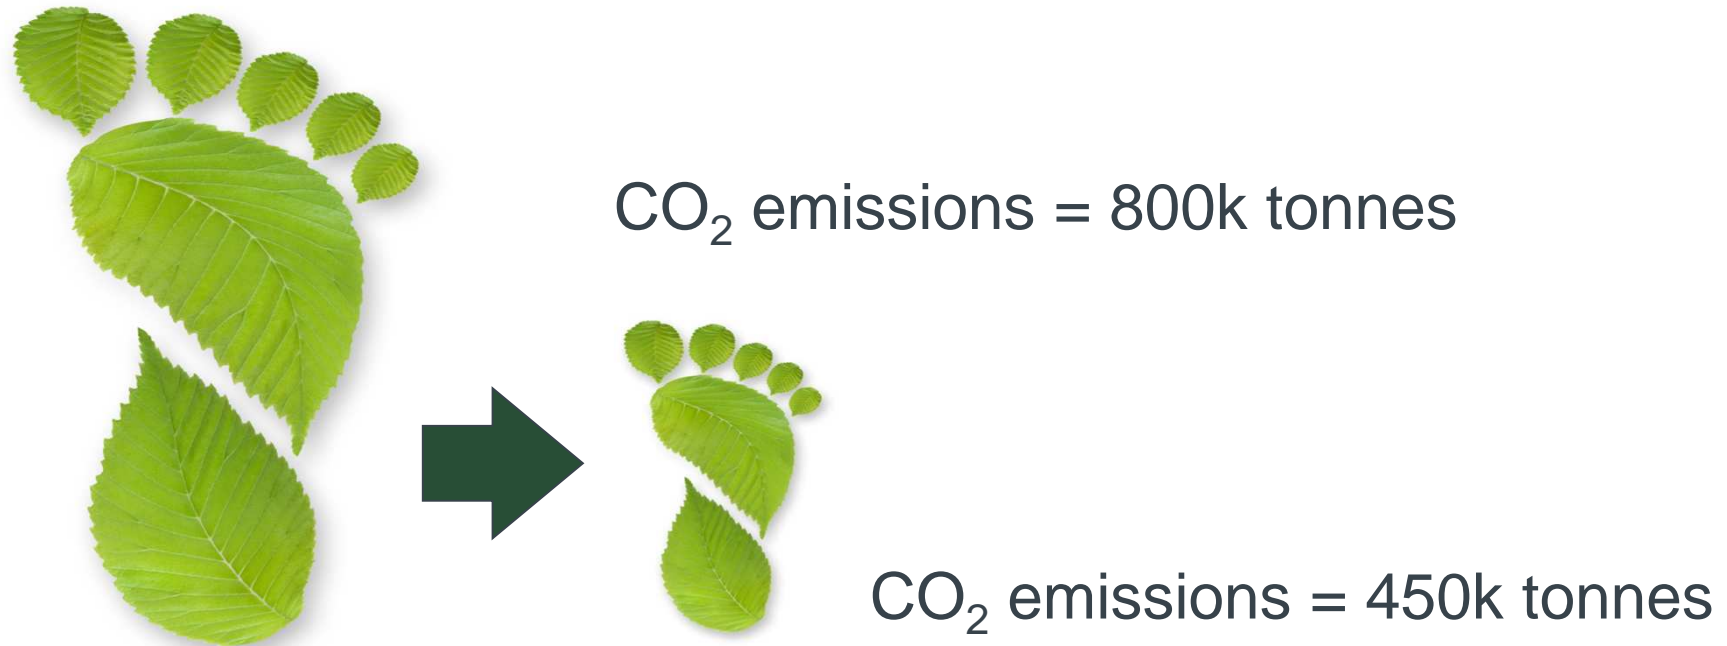 CO₂ emissions = 800k tonnes
CO₂ emissions = 450k tonnes